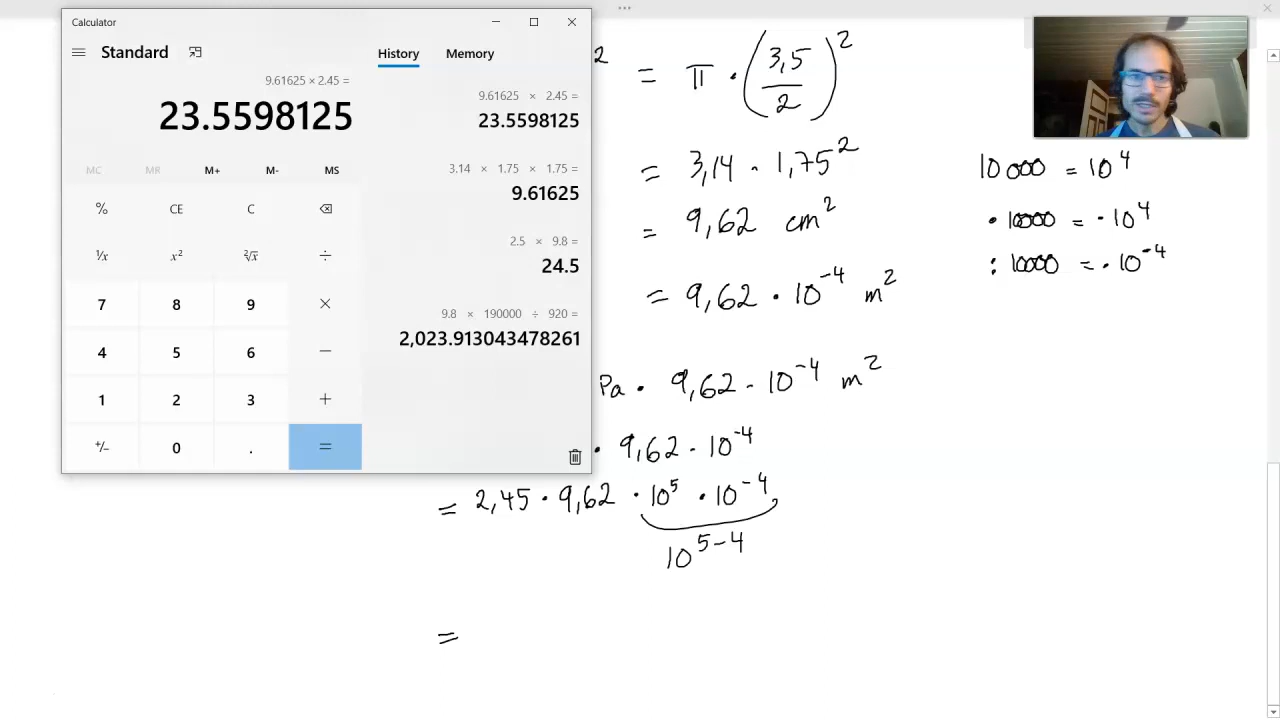 Calculator
Standard
History
Memory
9.61625 × 2.45 =
23.5598125
MC MR M+ M- MS
% CE C
¹/x x² ²√x ÷
7 8 9 ×
4 5 6 −
1 2 3 +
+/− 0 . =
9.61625 × 2.45 =
23.5598125
3.14 × 1.75 × 1.75 =
9.61625
2.5 × 9.8 =
24.5
9.8 × 190000 ÷ 920 =
2,023.913043478261
2 = π · (3,5/2)²
= 3,14 · 1,75²
= 9,62 cm²
= 9,62 · 10⁻⁴ m²
Pa · 9,62 · 10⁻⁴ m²
· 9,62 · 10⁻⁴
= 2,45 · 9,62 · 10⁵ · 10⁻⁴
10⁵⁻⁴
=
10000 = 10⁴
· 10000 = · 10⁴
: 10000 = · 10⁻⁴